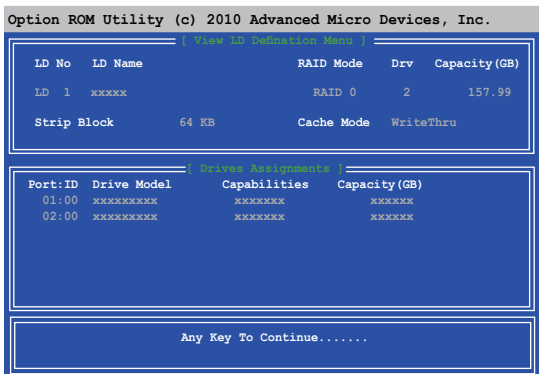 Option ROM Utility (c) 2010 Advanced Micro Devices, Inc.
[ View LD Defination Menu ]
LD No LD Name RAID Mode Drv Capacity(GB)
LD 1 xxxxx RAID 0 2 157.99
Strip Block 64 KB Cache Mode WriteThru
[ Drives Assignments ]
Port:ID Drive Model Capabilities Capacity(GB)
01:00 xxxxxxxxx xxxxxxx xxxxxx
02:00 xxxxxxxxx xxxxxxx xxxxxx
Any Key To Continue.......